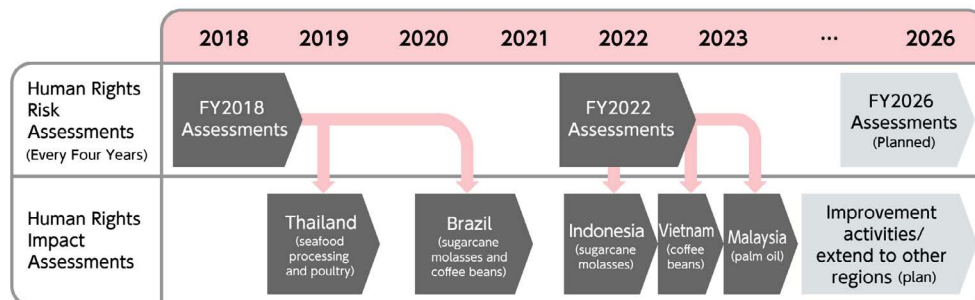 2018 2019 2020 2021 2022 2023 ... 2026
Human Rights
Risk
Assessments
(Every Four Years)
FY2018
Assessments
FY2022
Assessments
FY2026
Assessments
(Planned)
Human Rights
Impact
Assessments
Thailand
(seafood
processing
and poultry)
Brazil
(sugarcane
molasses and
coffee beans)
Indonesia
(sugarcane
molasses)
Vietnam
(coffee
beans)
Malaysia
(palm oil)
Improvement
activities/
extend to other
regions (plan)